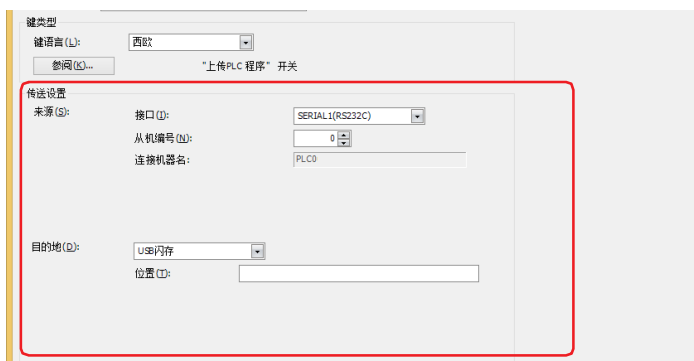 键类型
键语言(L): 西欧
参阅(K)... "上传PLC 程序" 开关
传送设置
来源(S): 接口(I): SERIAL1(RS232C)
从机编号(N): 0
连接机器名: PLC0
目的地(D): USB闪存
位置(T):